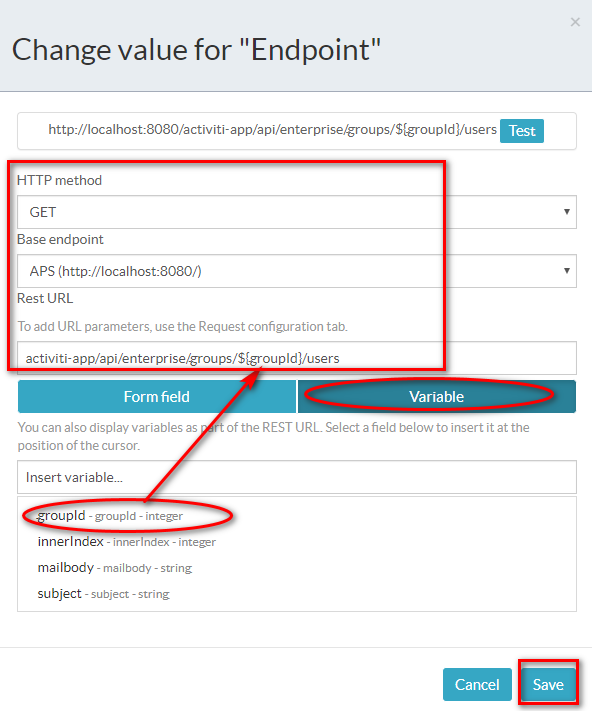 ×
Change value for "Endpoint"
http://localhost:8080/activiti-app/api/enterprise/groups/${groupId}/users Test
HTTP method
GET
Base endpoint
APS (http://localhost:8080/)
Rest URL
To add URL parameters, use the Request configuration tab.
activiti-app/api/enterprise/groups/${groupId}/users
Form field Variable
You can also display variables as part of the REST URL. Select a field below to insert it at the
position of the cursor.
Insert variable...
groupId - groupId - integer
innerIndex - innerIndex - integer
mailbody - mailbody - string
subject - subject - string
Cancel Save